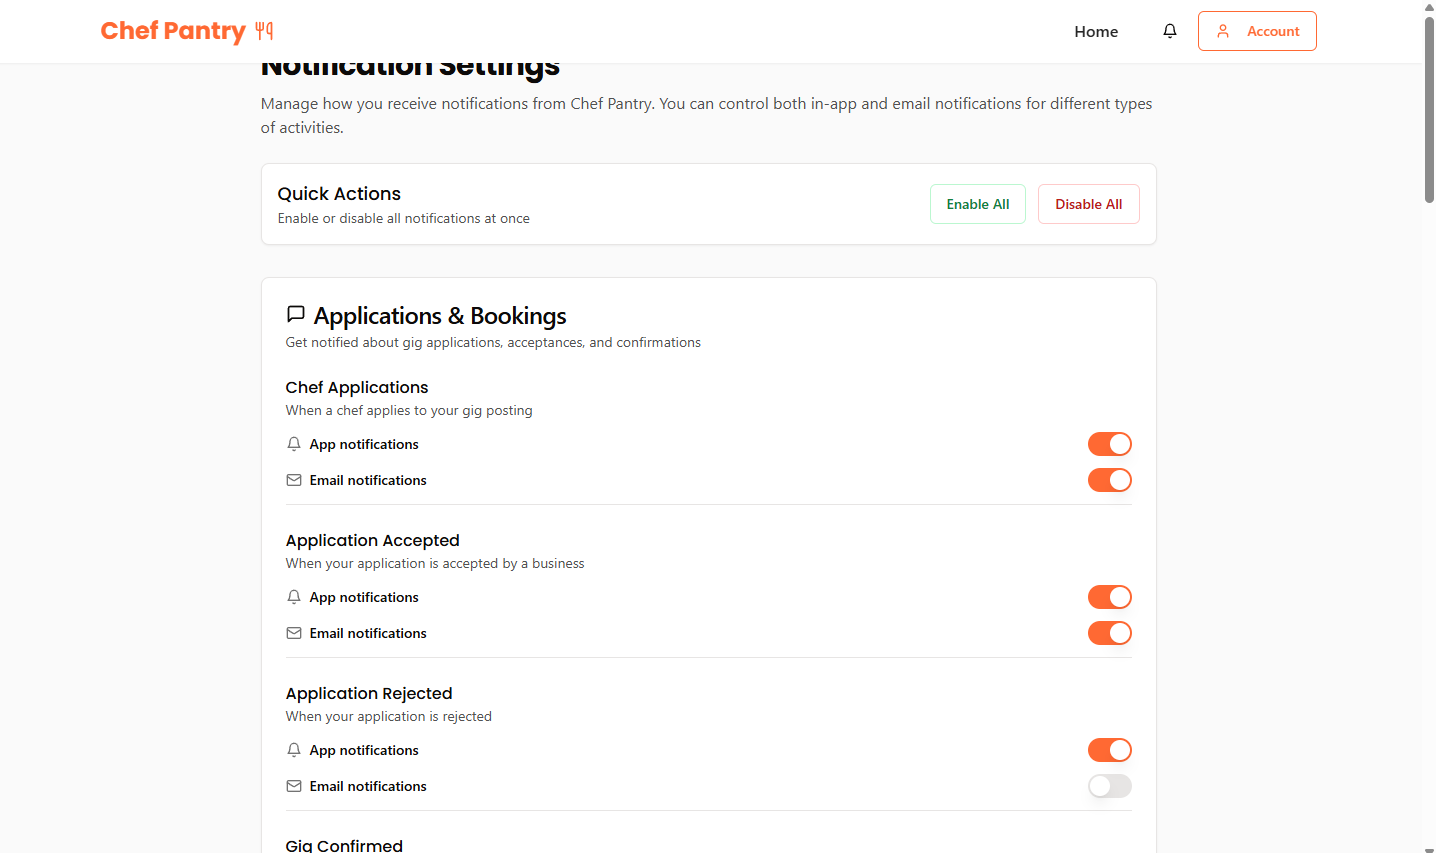 Chef Pantry
Home
Account
Notification Settings
Manage how you receive notifications from Chef Pantry. You can control both in-app and email notifications for different types
of activities.
Quick Actions
Enable or disable all notifications at once
Enable All
Disable All
Applications & Bookings
Get notified about gig applications, acceptances, and confirmations
Chef Applications
When a chef applies to your gig posting
App notifications
Email notifications
Application Accepted
When your application is accepted by a business
App notifications
Email notifications
Application Rejected
When your application is rejected
App notifications
Email notifications
Gig Confirmed